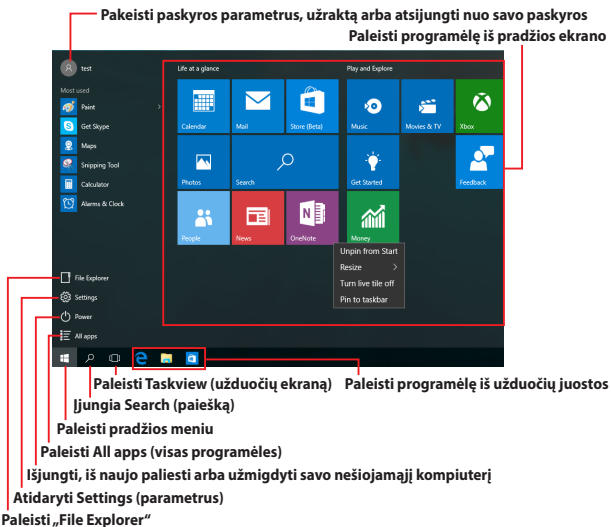 Pakeisti paskyros parametrus, užraktą arba atsijungti nuo savo paskyros
Paleisti programėlę iš pradžios ekrano
test
Life at a glance
Play and Explore
Most used
Paint
Get Skype
Maps
Snipping Tool
Calculator
Alarms & Clock
Calendar
Mail
Store (Beta)
Music
Movies & TV
Xbox
Photos
Search
Get Started
Feedback
People
News
OneNote
Money
Unpin from Start
Resize
Turn live tile off
Pin to taskbar
File Explorer
Settings
Power
All apps
Paleisti Taskview (užduočių ekraną)
Paleisti programėlę iš užduočių juostos
Įjungia Search (paiešką)
Paleisti pradžios meniu
Paleisti All apps (visas programėles)
Išjungti, iš naujo paliesti arba užmigdyti savo nešiojamąjį kompiuterį
Atidaryti Settings (parametrus)
Paleisti „File Explorer“